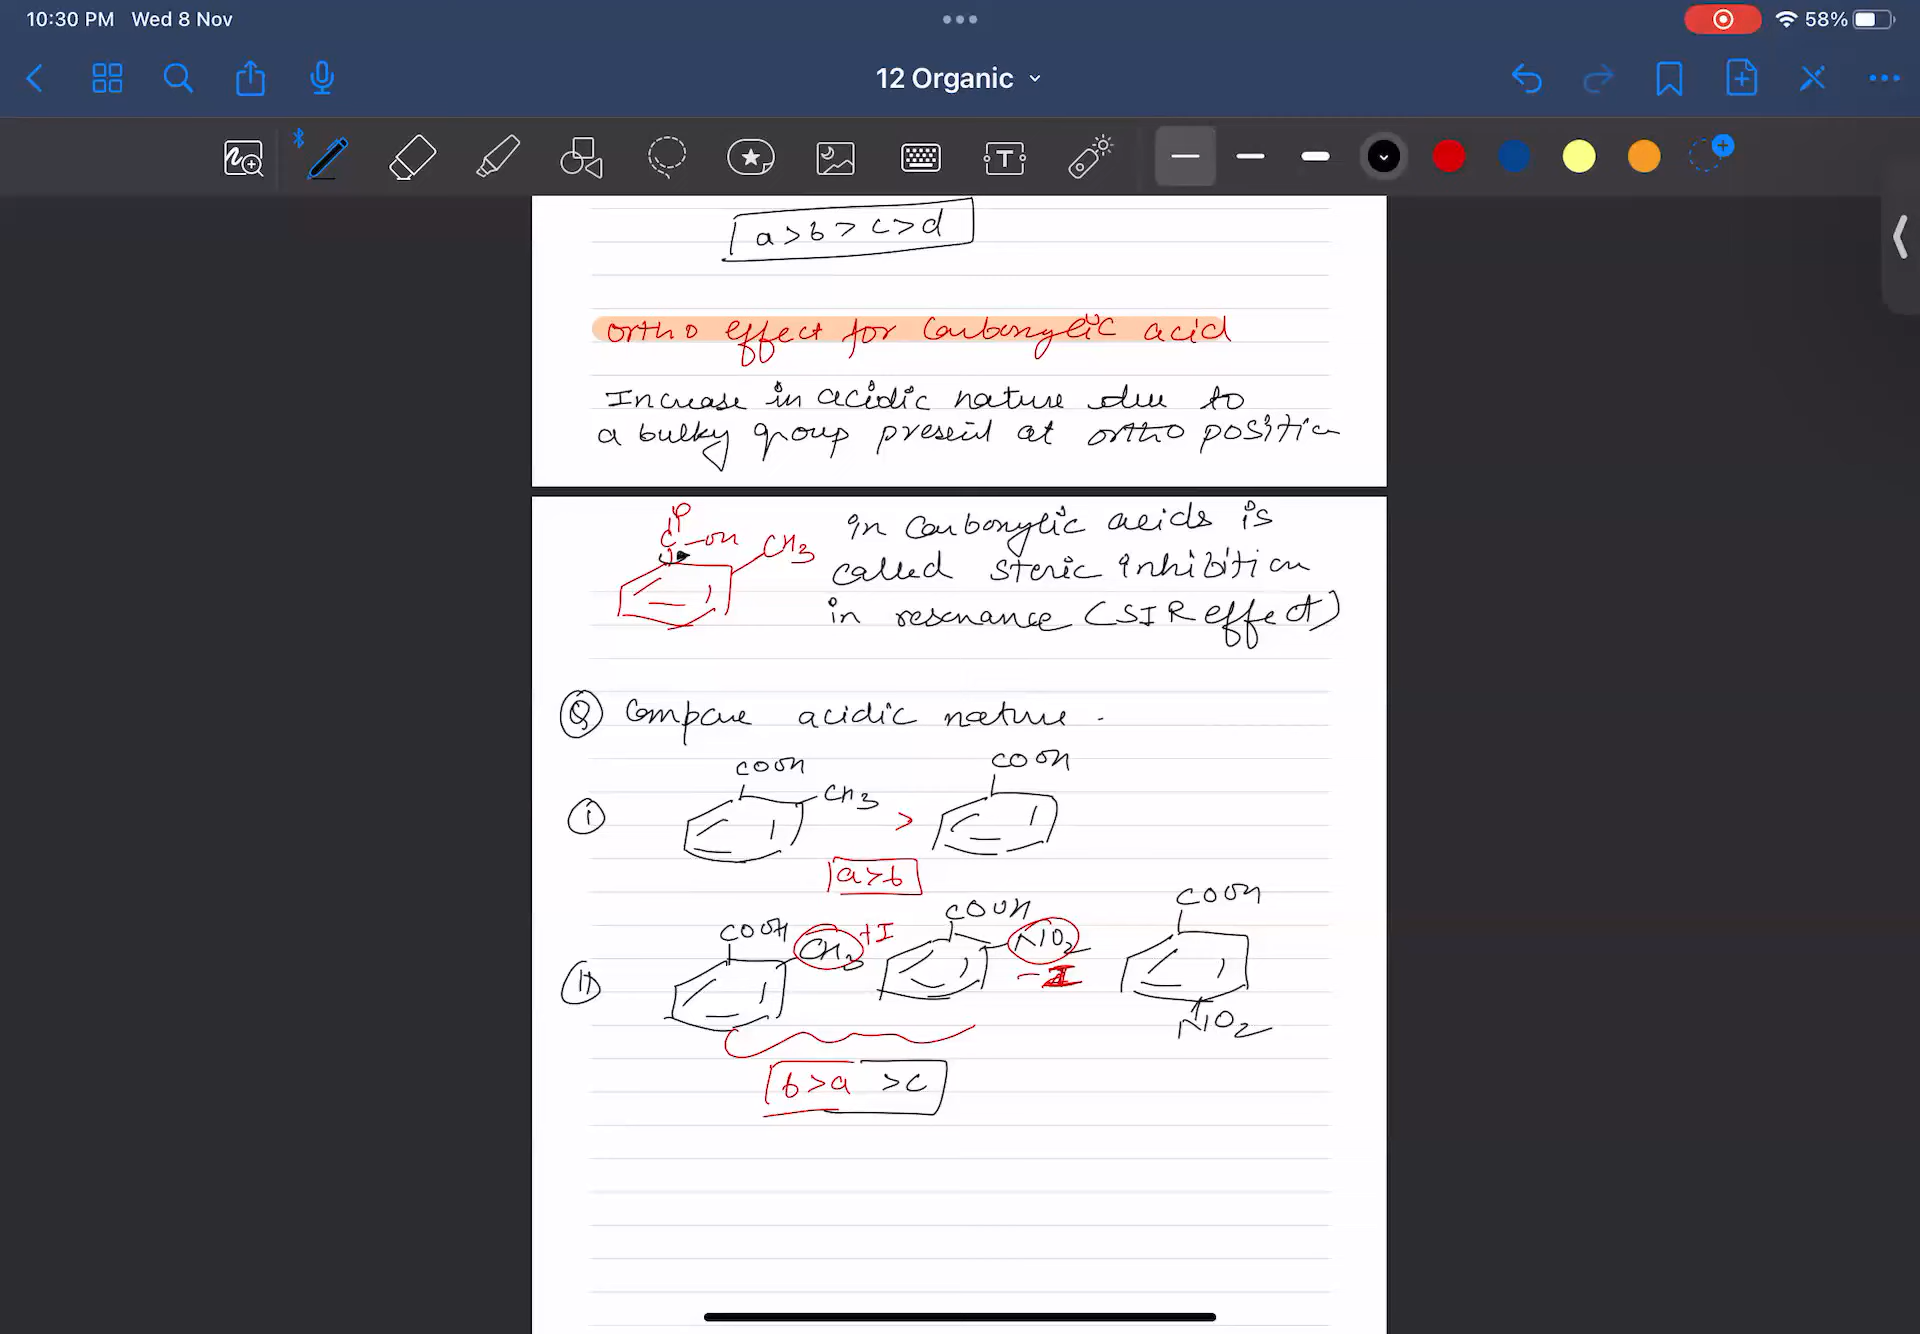 10:30 PM Wed 8 Nov
58%
12 Organic
T
a > b > c > d
ortho effect for Carboxylic acid
Increase in acidic nature due to
a bulky group present at ortho position
in Carboxylic acids is
called steric inhibition
in resonance (SIR effect)
O
C-OH CH3
Q Compare acidic nature.
COOH COOH
I CH3 >
a>b
COOH CH3 +I COOH NO2 -I COOH
II
NO2
b>a >c